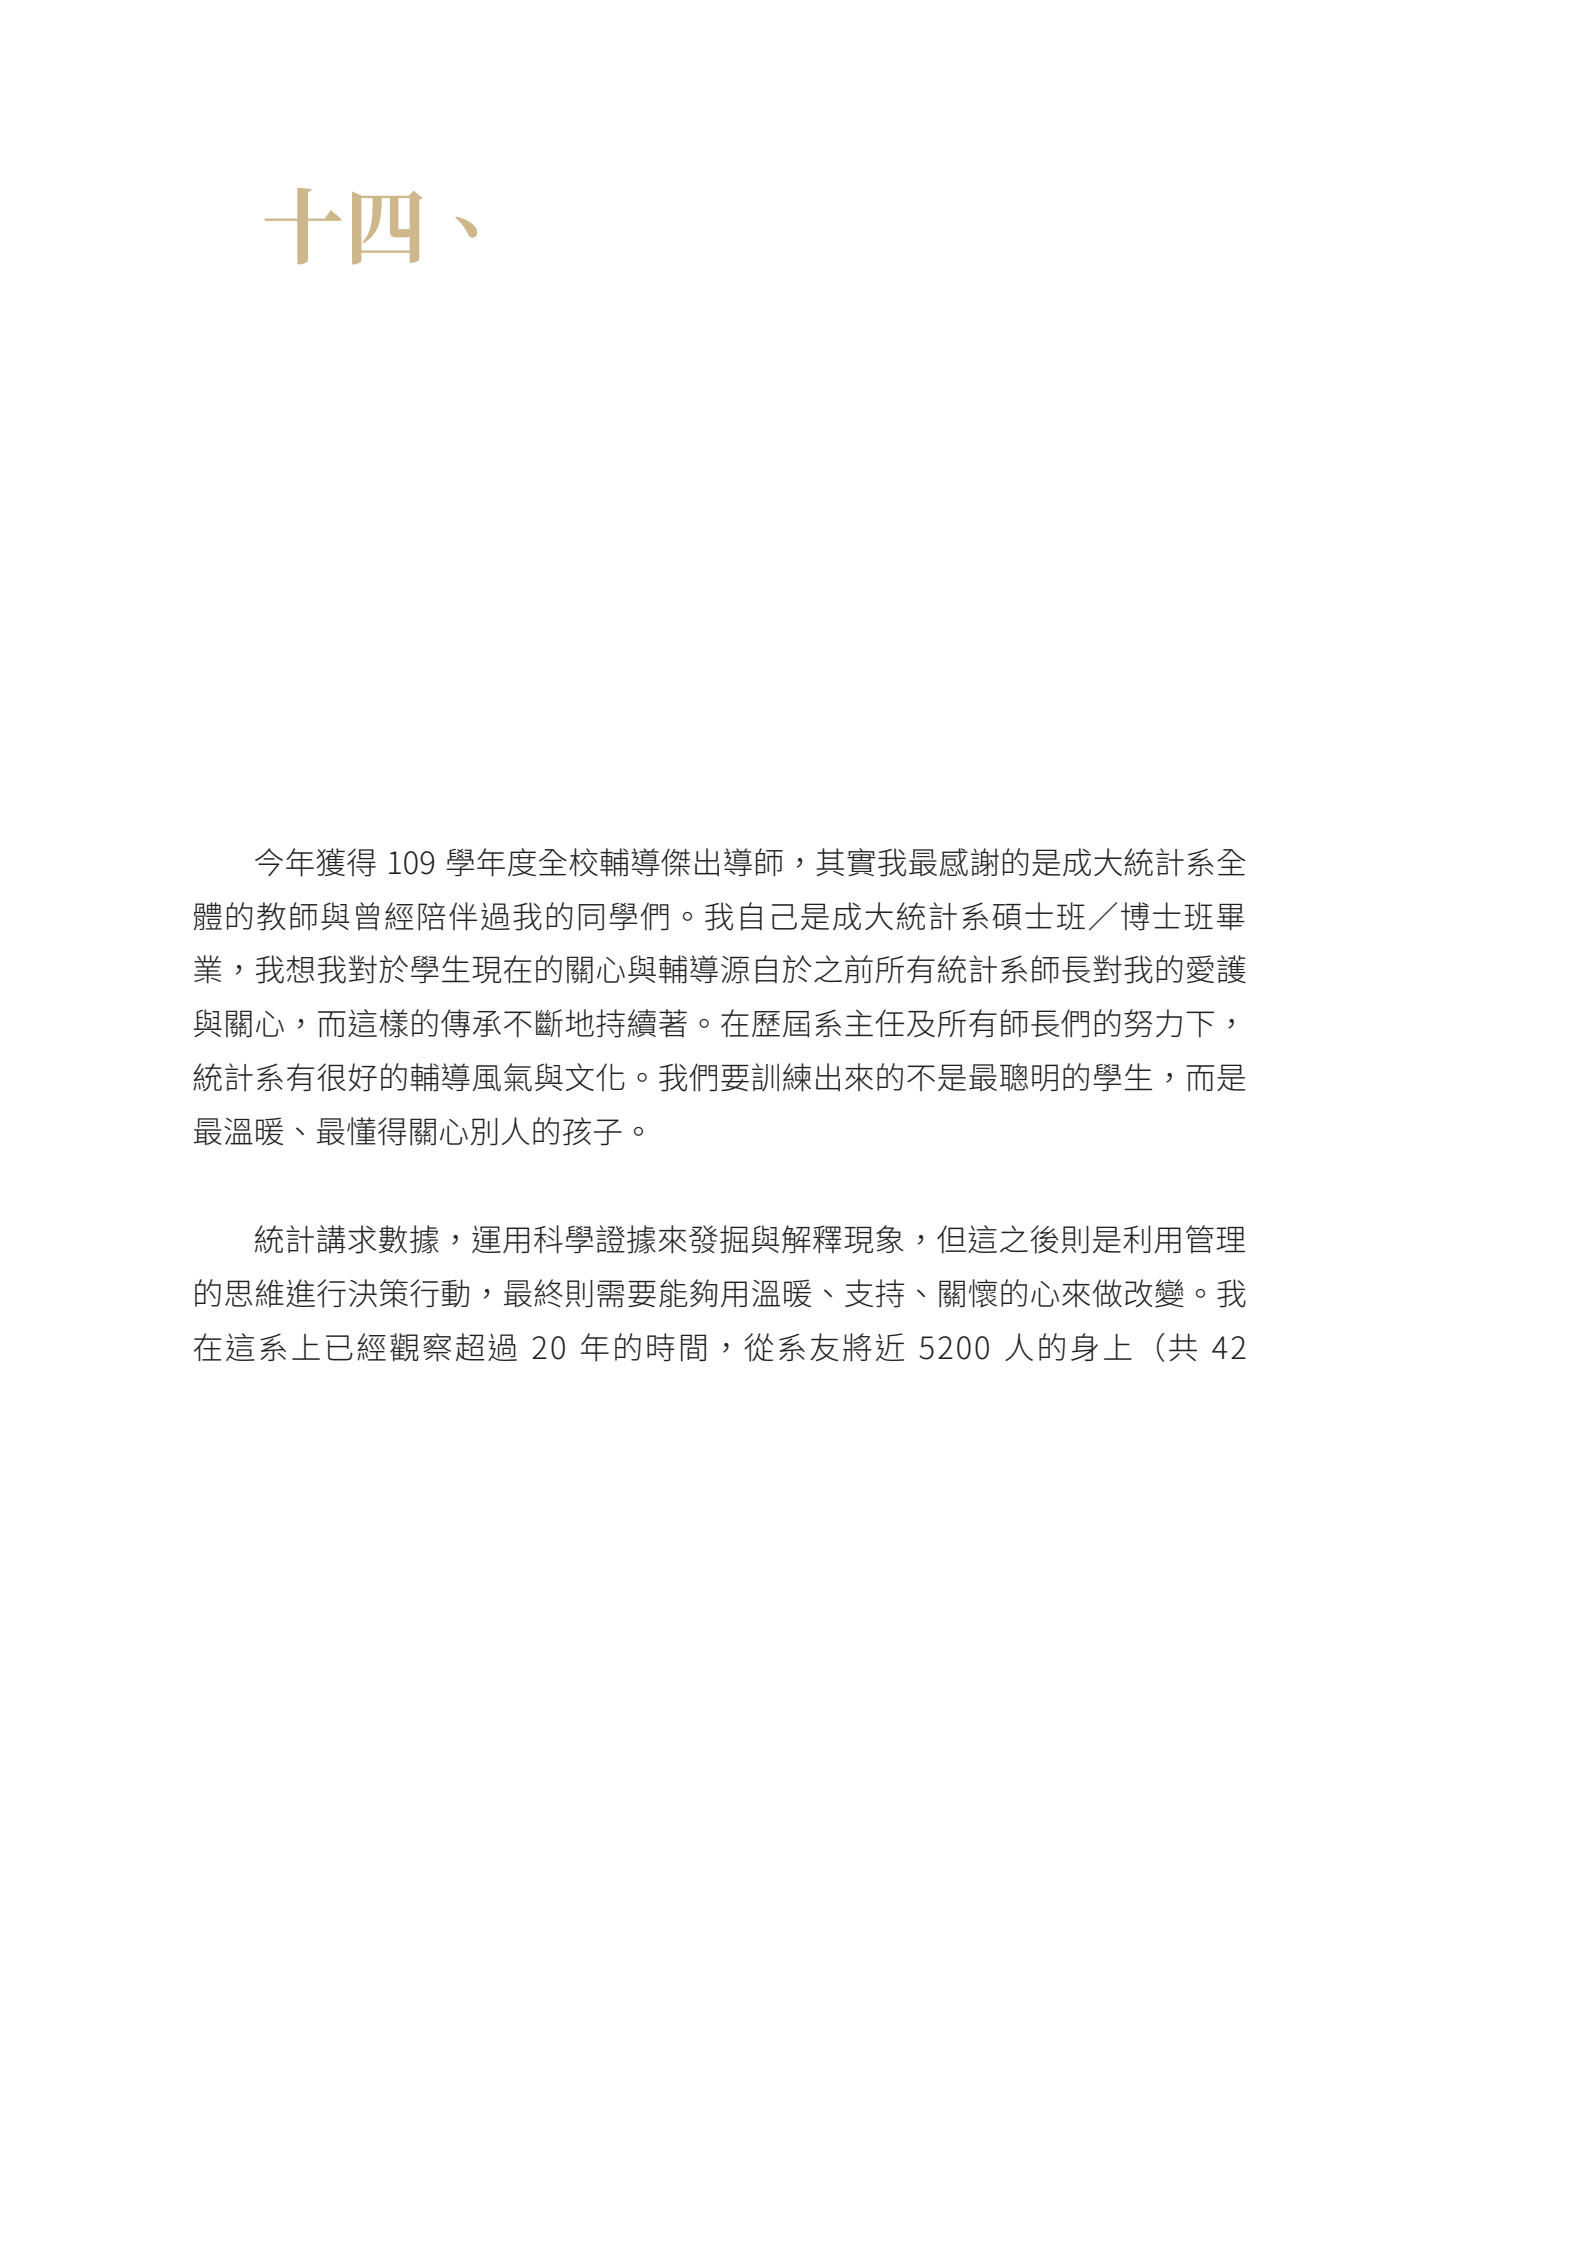 十四、
今年獲得 109 學年度全校輔導傑出導師，其實我最感謝的是成大統計系全
體的教師與曾經陪伴過我的同學們。我自己是成大統計系碩士班／博士班畢
業，我想我對於學生現在的關心與輔導源自於之前所有統計系師長對我的愛護
與關心，而這樣的傳承不斷地持續著。在歷屆系主任及所有師長們的努力下，
統計系有很好的輔導風氣與文化。我們要訓練出來的不是最聰明的學生，而是
最溫暖、最懂得關心別人的孩子。
統計講求數據，運用科學證據來發掘與解釋現象，但這之後則是利用管理
的思維進行決策行動，最終則需要能夠用溫暖、支持、關懷的心來做改變。我
在這系上已經觀察超過 20 年的時間，從系友將近 5200 人的身上（共 42